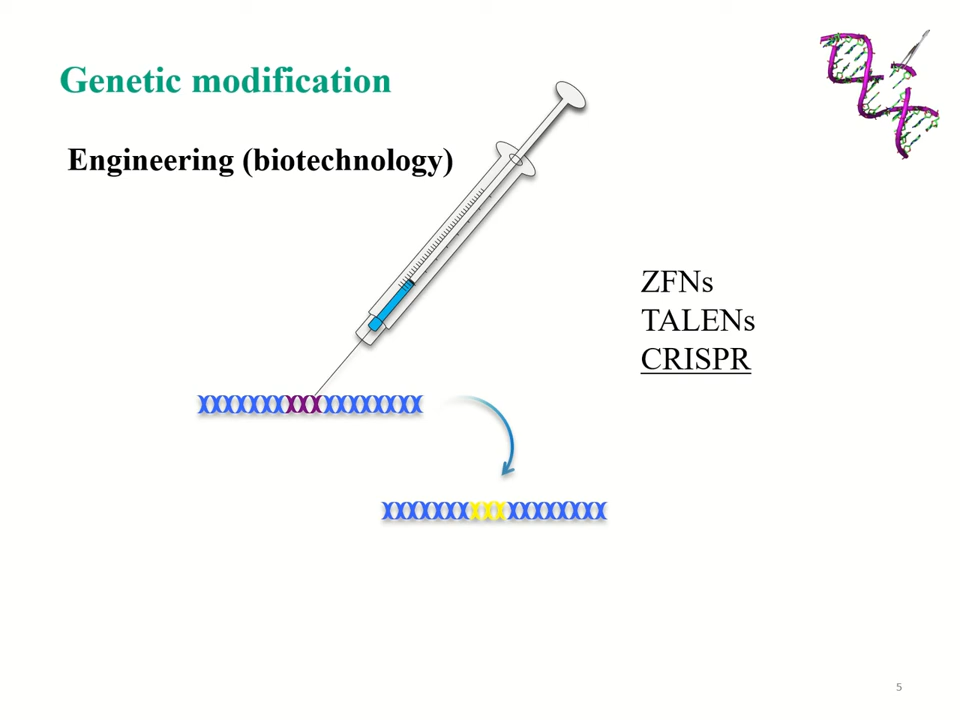 Genetic modification
Engineering (biotechnology)
ZFNs
TALENs
CRISPR
5